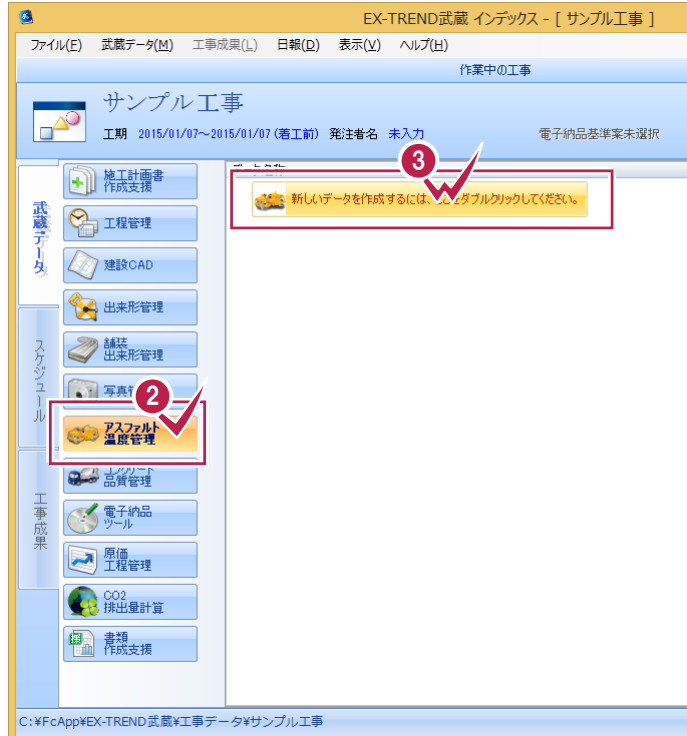 EX-TREND武蔵 インデックス - [ サンプル工事 ]
ファイル(F) 武蔵データ(M) 工事成果(L) 日報(D) 表示(V) ヘルプ(H)
作業中の工事
サンプル工事
工期 2015/01/07～2015/01/07 (着工前) 発注者名 未入力 電子納品基準案未選択
武蔵データ
スケジュール
工事成果
施工計画書
作成支援
工程管理
建設CAD
出来形管理
舗装
出来形管理
写真
2
アスファルト
温度管理
コンクリート
品質管理
電子納品
ツール
原価
工程管理
CO2
排出量計算
書類
作成支援
データ名称
3
新しいデータを作成するには、ダブルクリックしてください。
C:¥FcApp¥EX-TREND武蔵¥工事データ¥サンプル工事